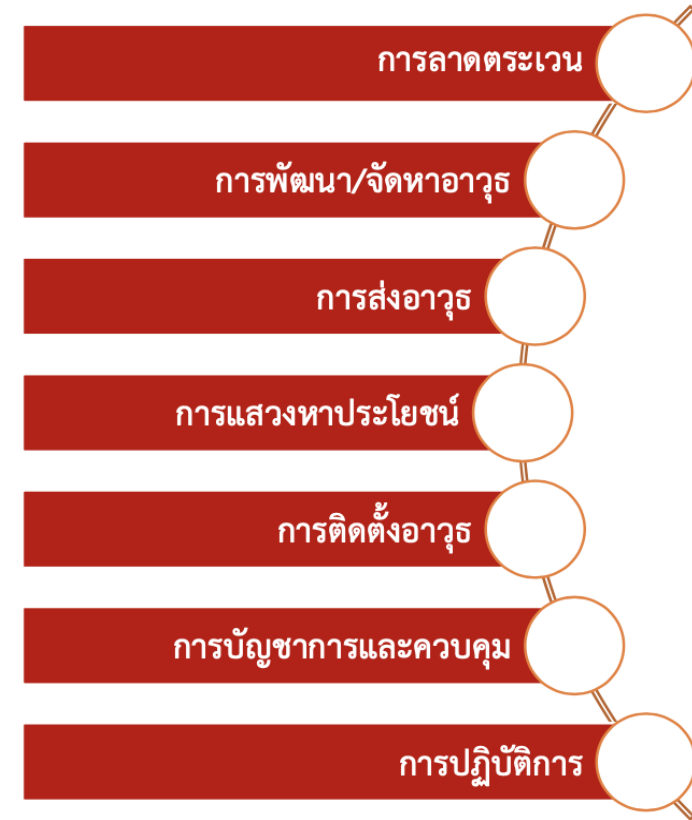 การลาดตระเวน
การพัฒนา/จัดหาอาวุธ
การส่งอาวุธ
การแสวงหาประโยชน์
การติดตั้งอาวุธ
การบัญชาการและควบคุม
การปฏิบัติการ